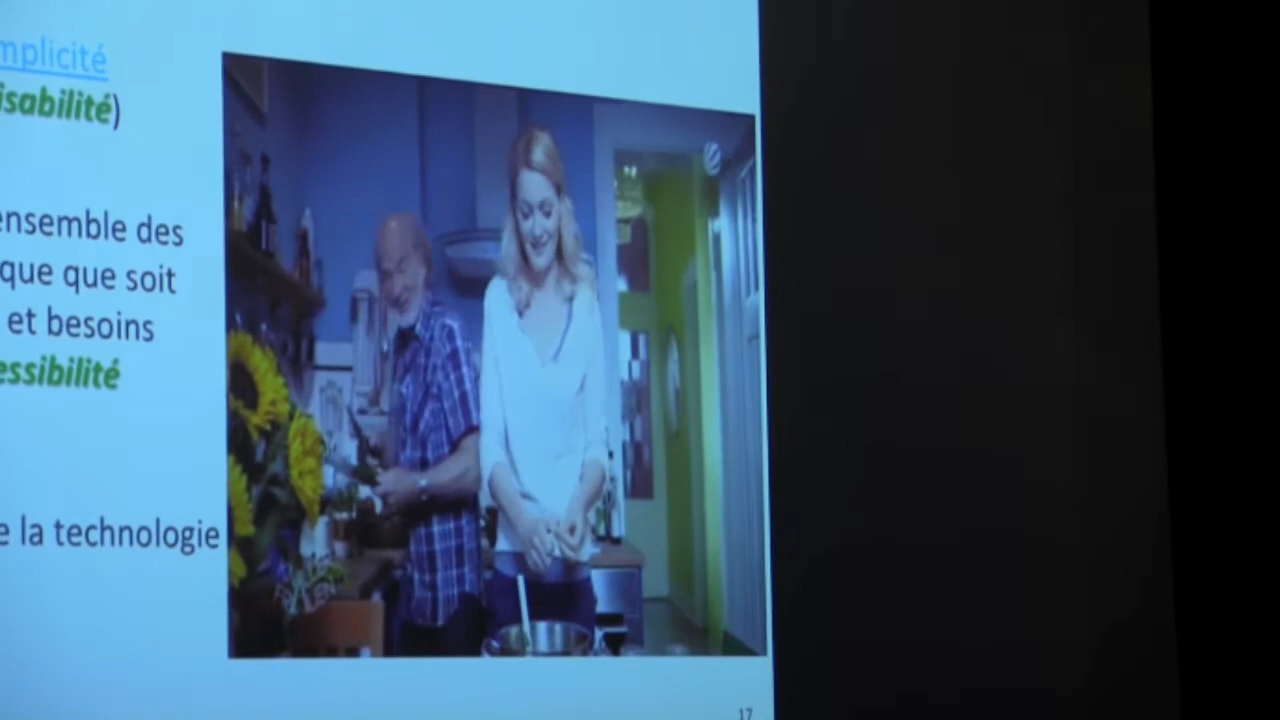 mplicité
isabilité)
ensemble des
que que soit
et besoins
essibilité
e la technologie
17